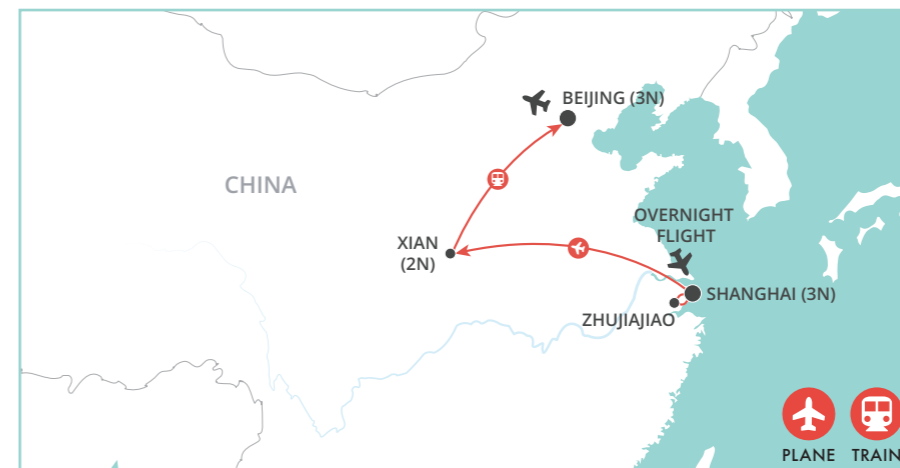 BEIJING (3N)
CHINA
OVERNIGHT
FLIGHT
XIAN
(2N)
SHANGHAI (3N)
ZHUJIAJIAO
PLANE
TRAIN